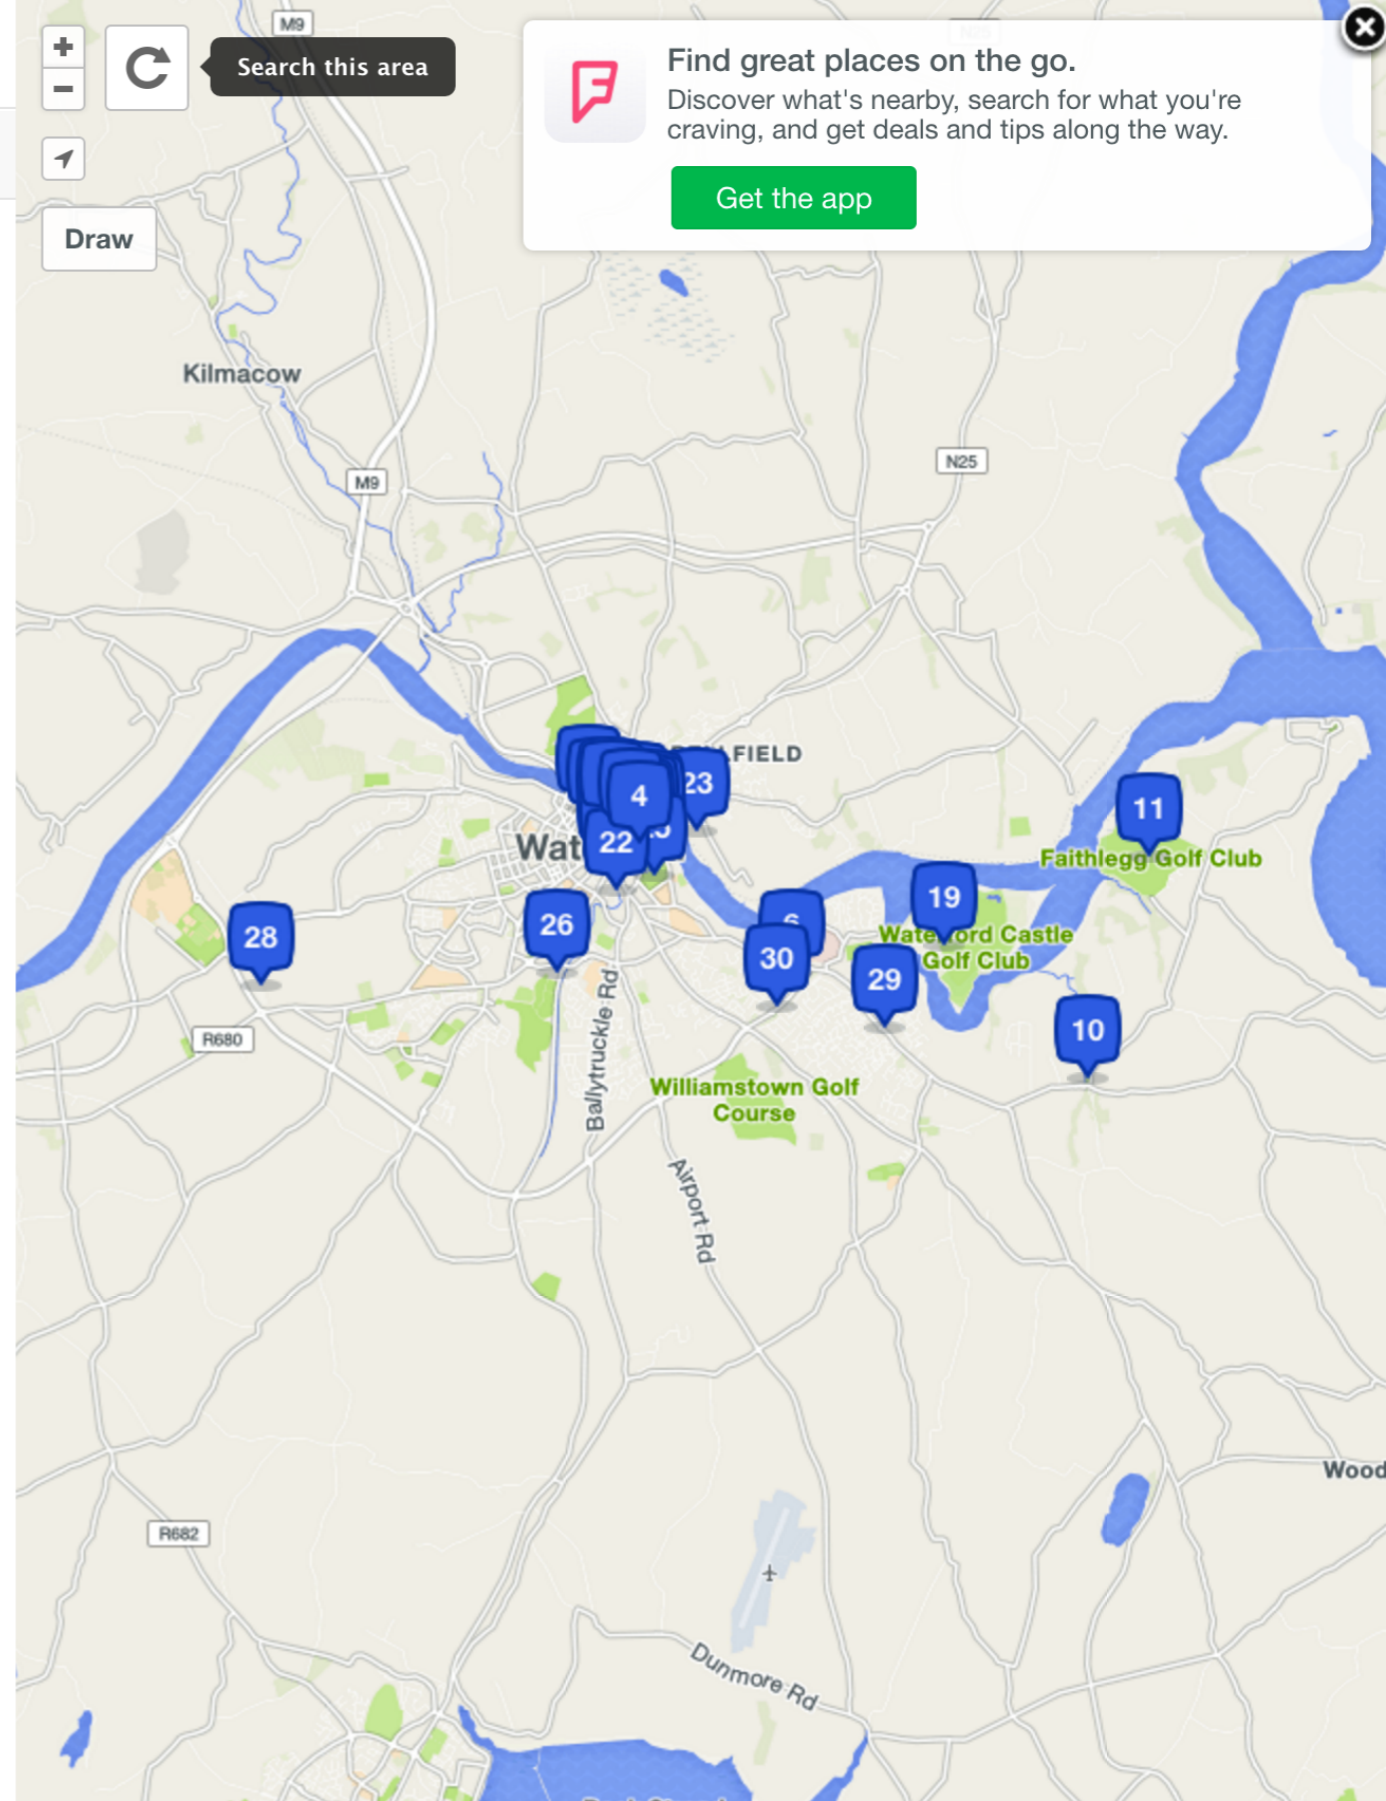 M9
+
Search this area
−
Draw
Find great places on the go.
Discover what's nearby, search for what you're
craving, and get deals and tips along the way.
Get the app
Kilmacow
M9
N25
FIELD
23
4
22
11
Faithlegg Golf Club
19
Waterford Castle
Golf Club
28
26
6
30
29
10
R680
Ballytruckle Rd
Williamstown Golf
Course
Airport Rd
Wood
R682
Dunmore Rd